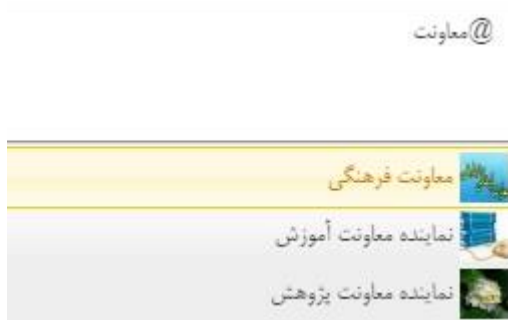 @معاونت
معاونت فرهنگی
نماینده معاونت آموزش
نماینده معاونت پژوهش